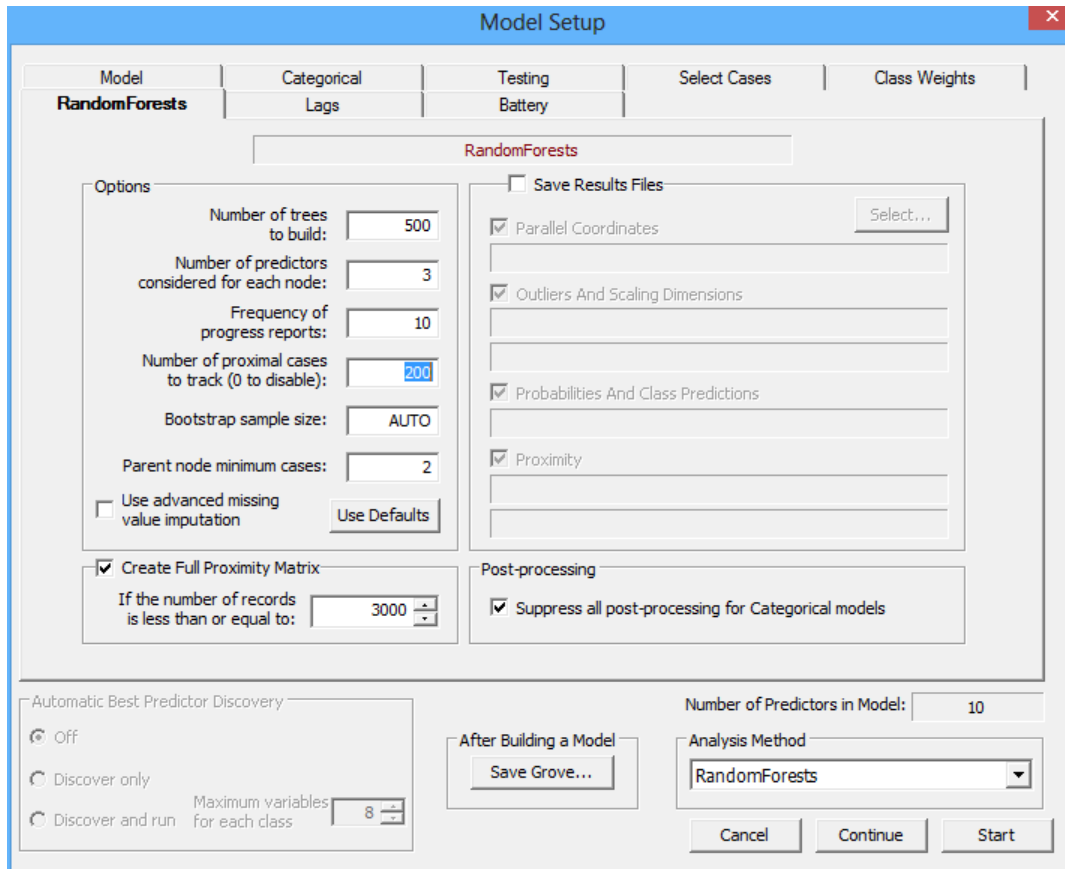 Model Setup
Model Categorical Testing Select Cases Class Weights
RandomForests Lags Battery
RandomForests
Options
Number of trees
to build: 500
Number of predictors
considered for each node: 3
Frequency of
progress reports: 10
Number of proximal cases
to track (0 to disable): 200
Bootstrap sample size: AUTO
Parent node minimum cases: 2
Use advanced missing
value imputation
Use Defaults
Save Results Files
Select...
Parallel Coordinates
Outliers And Scaling Dimensions
Probabilities And Class Predictions
Proximity
Create Full Proximity Matrix
If the number of records
is less than or equal to: 3000
Post-processing
Suppress all post-processing for Categorical models
Automatic Best Predictor Discovery
Off
Discover only
Discover and run
Maximum variables
for each class 8
After Building a Model
Save Grove...
Number of Predictors in Model: 10
Analysis Method
RandomForests
Cancel Continue Start